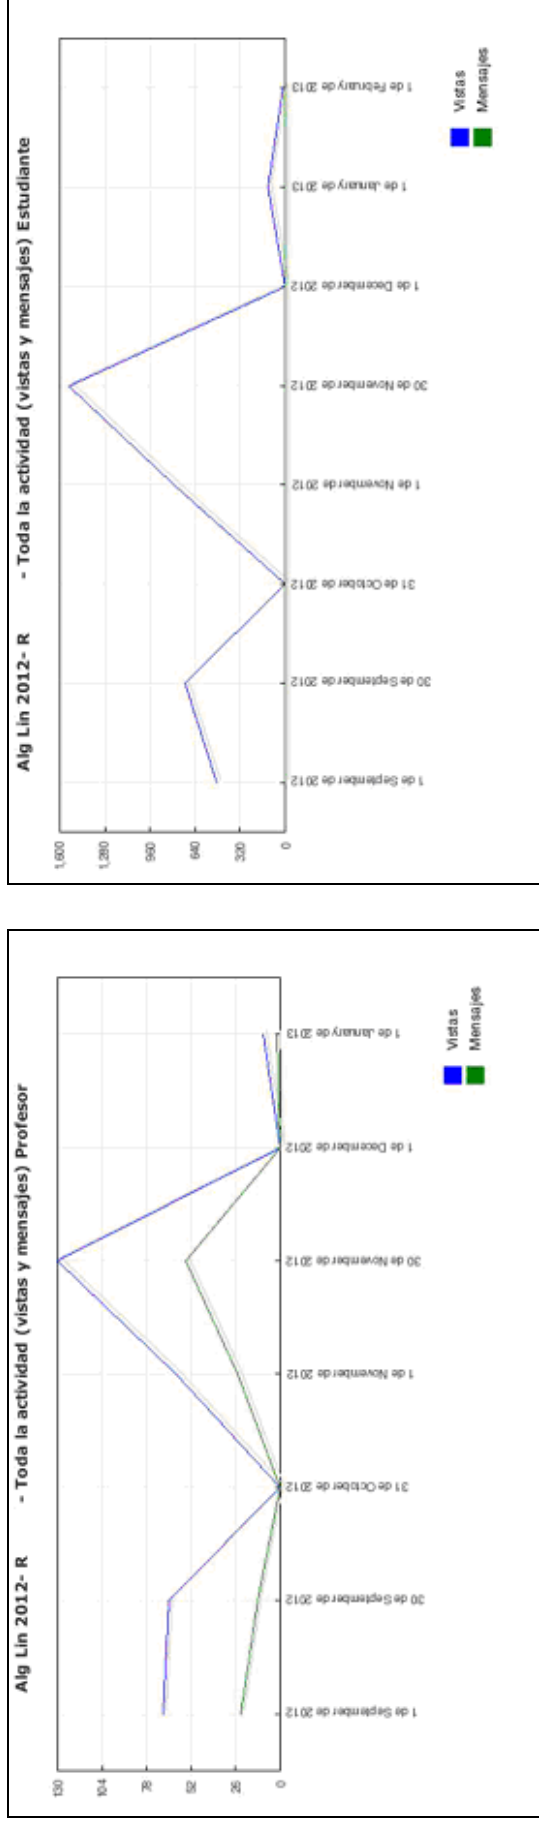 Alg Lin 2012- R - Toda la actividad (vistas y mensajes) Estudiante
1,600
1,280
960
640
320
0
1 de September de 2012
30 de September de 2012
31 de October de 2012
1 de November de 2012
30 de November de 2012
1 de December de 2012
1 de January de 2013
1 de February de 2013
Vistas
Mensajes
Alg Lin 2012- R - Toda la actividad (vistas y mensajes) Profesor
130
104
78
52
26
0
1 de September de 2012
30 de September de 2012
31 de October de 2012
1 de November de 2012
30 de November de 2012
1 de December de 2012
1 de January de 2013
Vistas
Mensajes